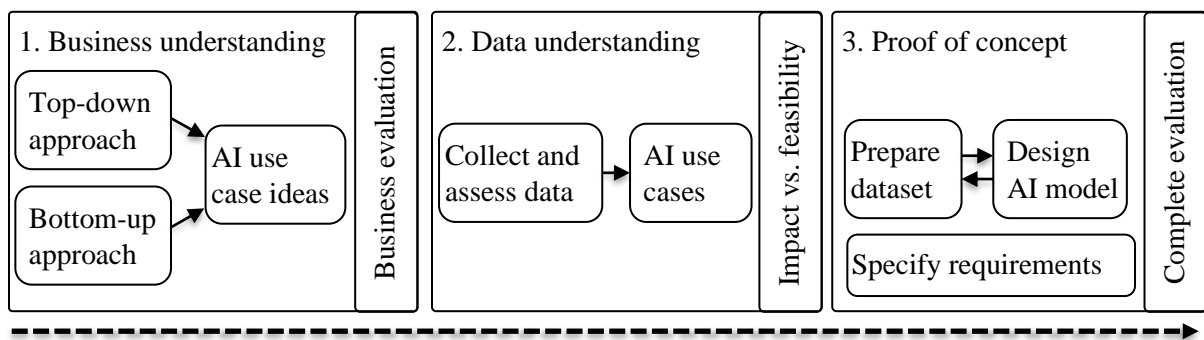 1. Business understanding
Top-down
approach
Bottom-up
approach
AI use
case ideas
Business evaluation
2. Data understanding
Collect and
assess data
AI use
cases
Impact vs. feasibility
3. Proof of concept
Prepare
dataset
Design
AI model
Specify requirements
Complete evaluation